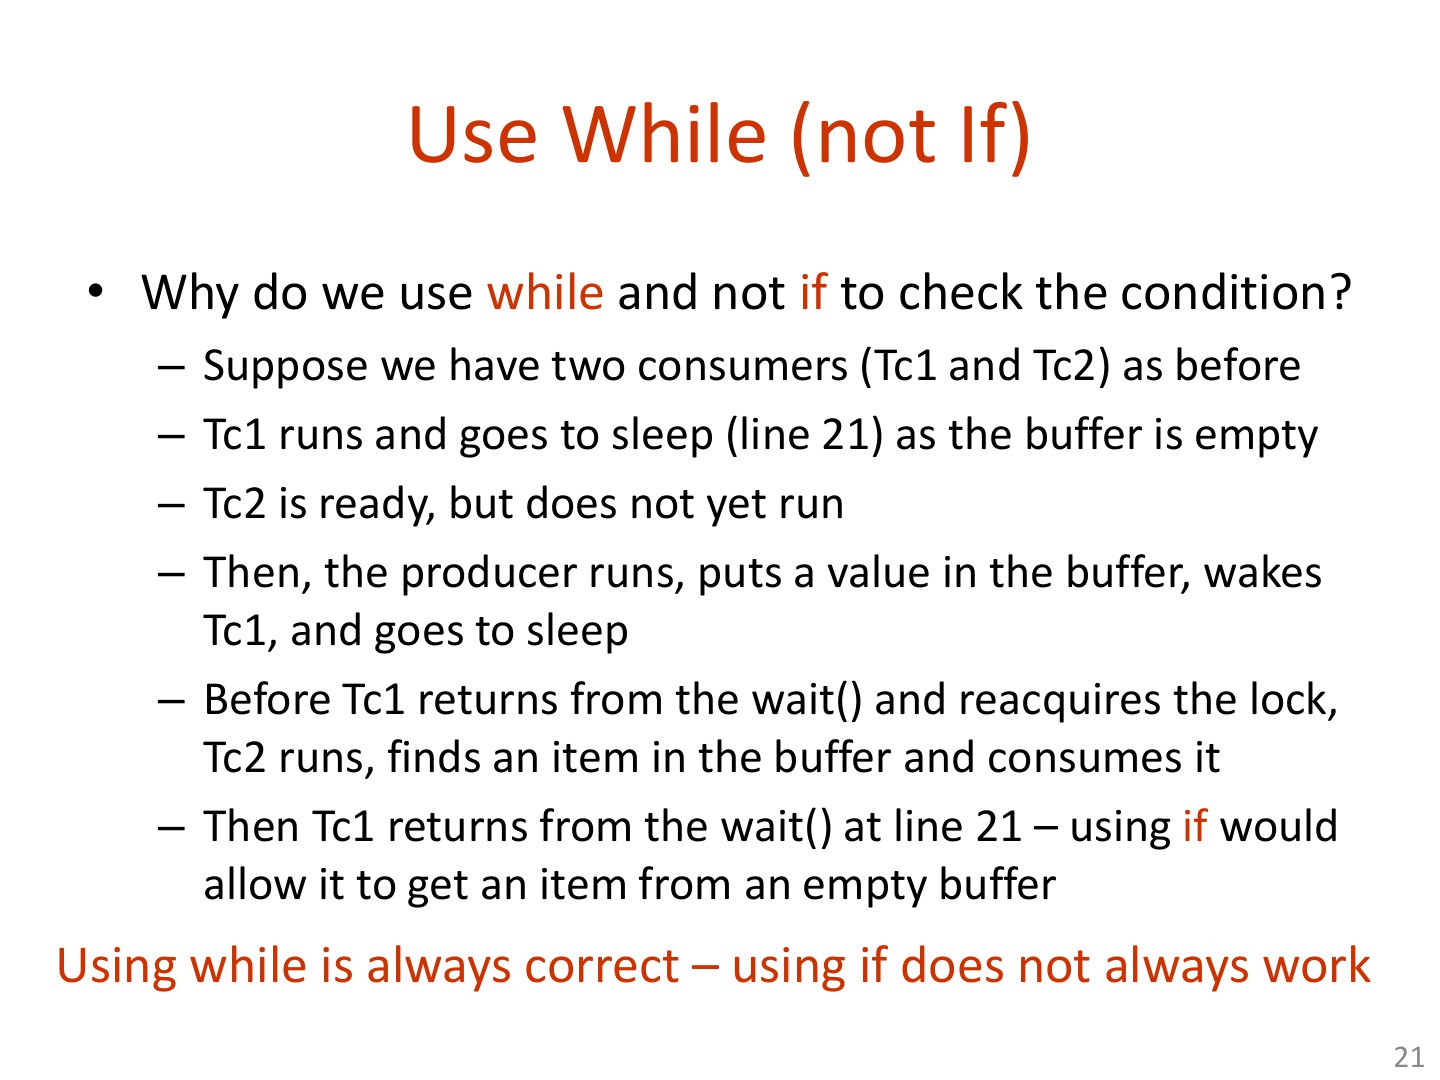 Use While (not If)
• Why do we use while and not if to check the condition?
– Suppose we have two consumers (Tc1 and Tc2) as before
– Tc1 runs and goes to sleep (line 21) as the buffer is empty
– Tc2 is ready, but does not yet run
– Then, the producer runs, puts a value in the buffer, wakes
Tc1, and goes to sleep
– Before Tc1 returns from the wait() and reacquires the lock,
Tc2 runs, finds an item in the buffer and consumes it
– Then Tc1 returns from the wait() at line 21 – using if would
allow it to get an item from an empty buffer
Using while is always correct – using if does not always work
21